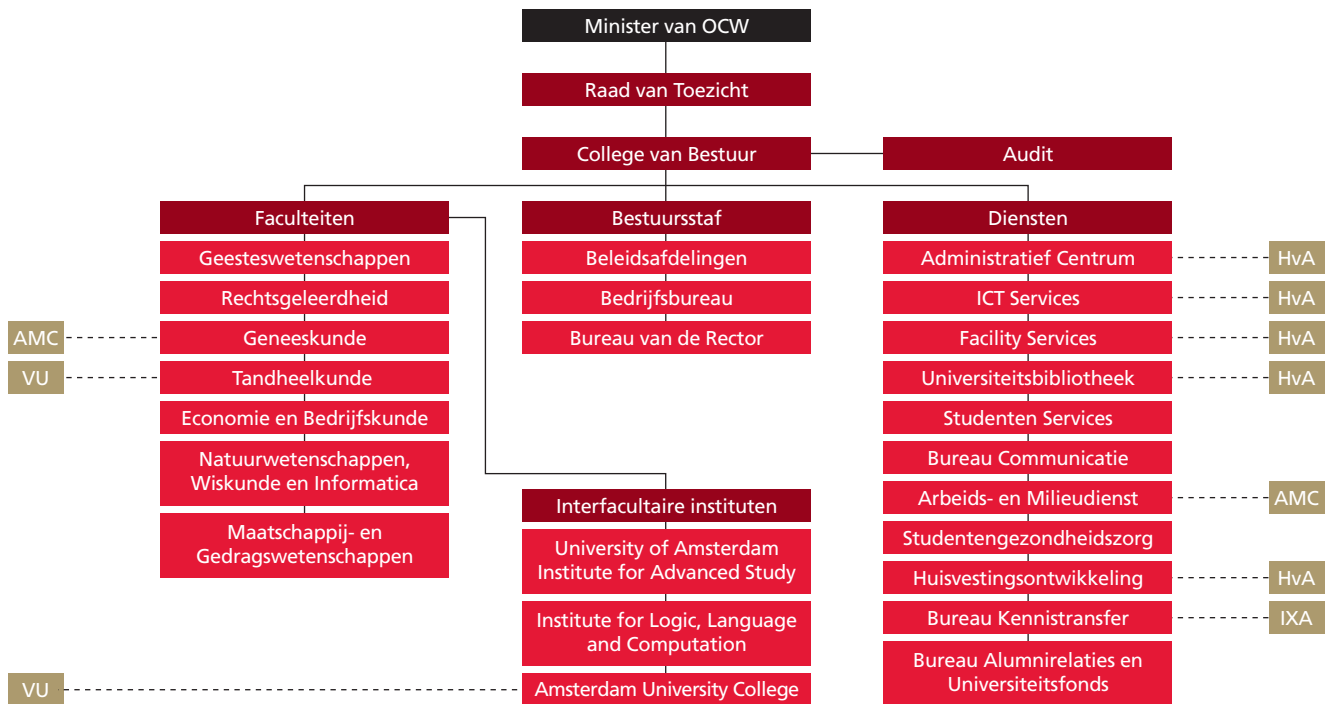 Minister van OCW
Raad van Toezicht
College van Bestuur
Audit
Faculteiten
Geesteswetenschappen
Rechtsgeleerdheid
AMC
Geneeskunde
VU
Tandheelkunde
Economie en Bedrijfskunde
Natuurwetenschappen,
Wiskunde en Informatica
Maatschappij- en
Gedragswetenschappen
Bestuursstaf
Beleidsafdelingen
Bedrijfsbureau
Bureau van de Rector
Interfacultaire instituten
University of Amsterdam
Institute for Advanced Study
Institute for Logic, Language
and Computation
VU
Amsterdam University College
Diensten
Administratief Centrum
HvA
ICT Services
HvA
Facility Services
HvA
Universiteitsbibliotheek
HvA
Studenten Services
Bureau Communicatie
Arbeids- en Milieudienst
AMC
Studentengezondheidszorg
Huisvestingsontwikkeling
HvA
Bureau Kennistransfer
IXA
Bureau Alumnirelaties en
Universiteitsfonds